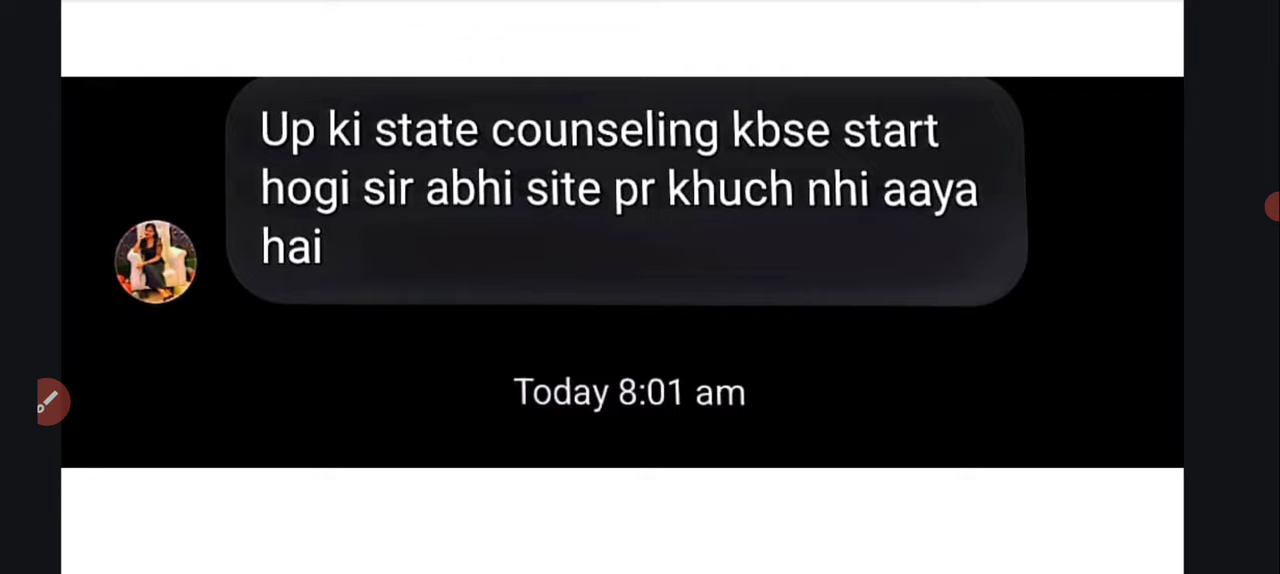 Up ki state counseling kbse start
hogi sir abhi site pr khuch nhi aaya
hai
Today 8:01 am